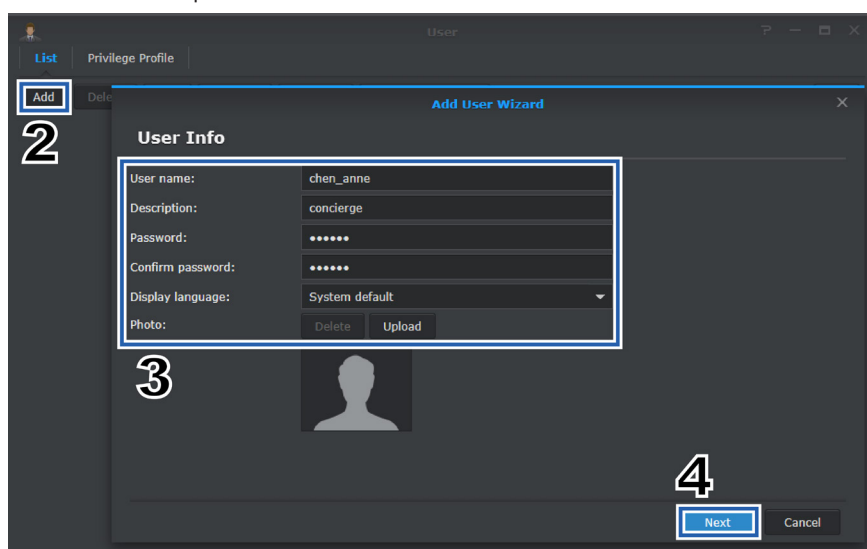 User
List Privilege Profile
Add Dele
Add User Wizard
2
User Info
User name: chen_anne
Description: concierge
Password: ••••••
Confirm password: ••••••
Display language: System default
Photo: Delete Upload
3
4
Next Cancel